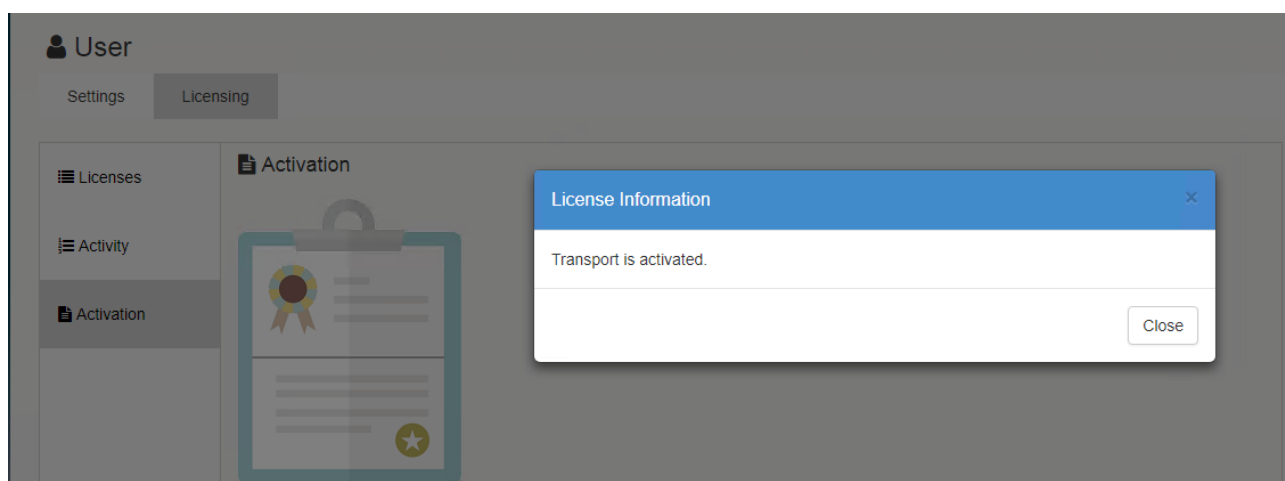 User
Settings
Licensing
Licenses
Activity
Activation
Activation
License Information
×
Transport is activated.
Close